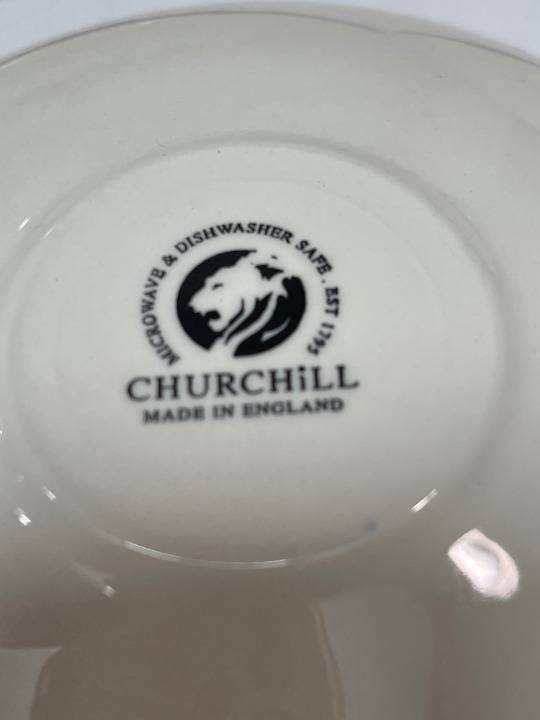 MICROWAVE & DISHWASHER SAFE . EST 1795
CHURCHiLL
MADE IN ENGLAND